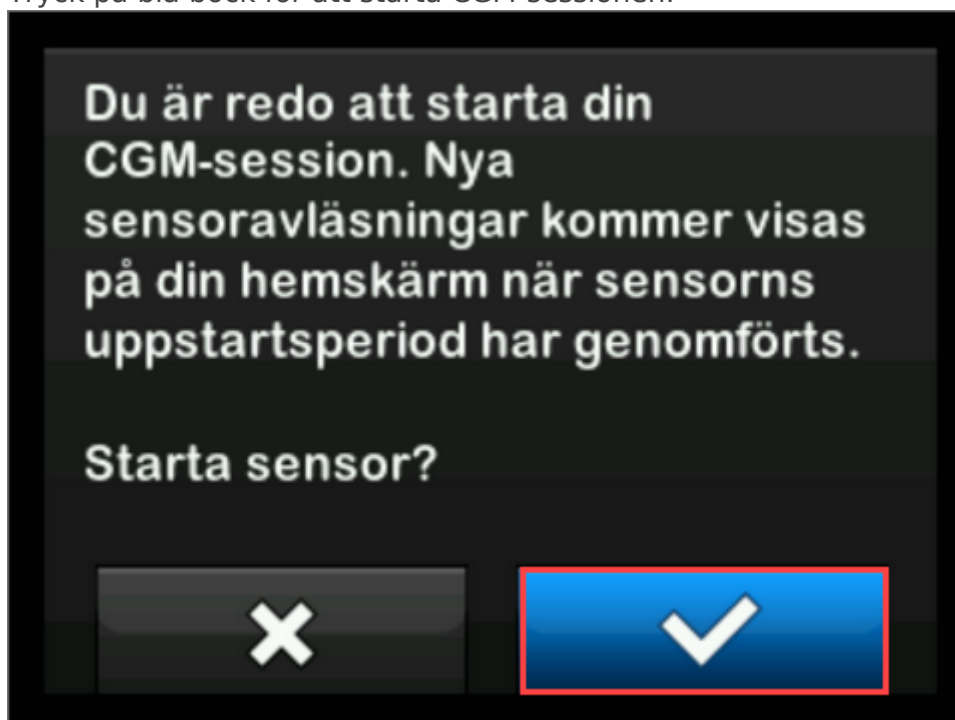 Tryck på blå bock för att starta CGM-sessionen.
Du är redo att starta din
CGM-session. Nya
sensoravläsningar kommer visas
på din hemskärm när sensorns
uppstartsperiod har genomförts.
Starta sensor?